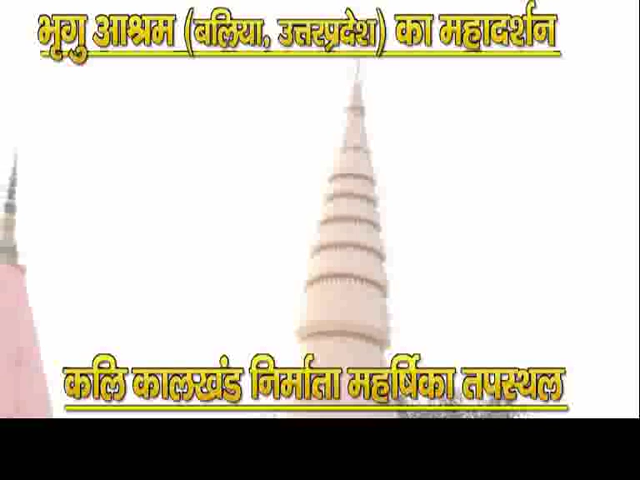 भृगु आश्रम (बलिया, उत्तरप्रदेश) का महादर्शन
कलि कालखंड निर्माता महर्षिका तपस्थल